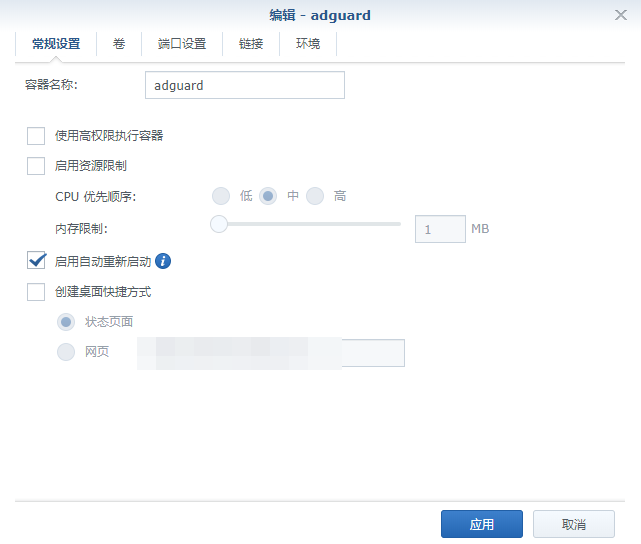 编辑 - adguard
常规设置 卷 端口设置 链接 环境
容器名称: adguard
使用高权限执行容器
启用资源限制
CPU 优先顺序: 低 中 高
内存限制: 1 MB
启用自动重新启动
创建桌面快捷方式
状态页面
网页
应用 取消